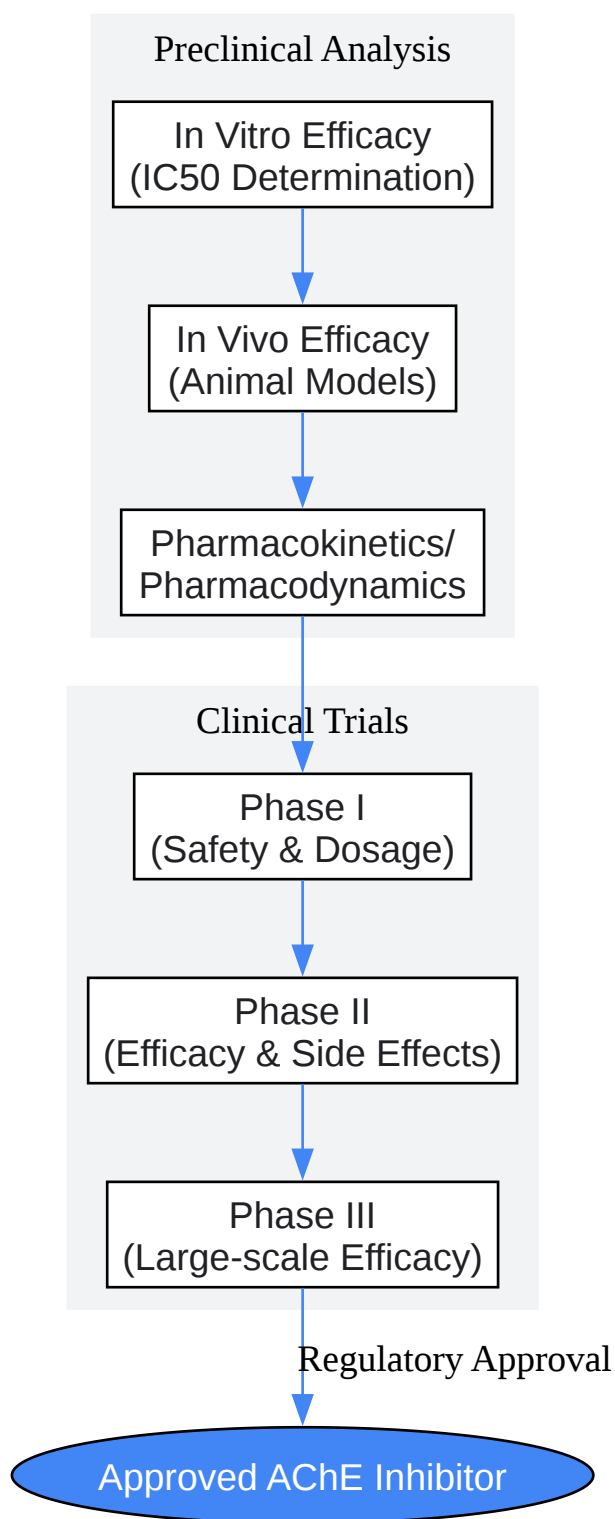 Preclinical Analysis
In Vitro Efficacy
(IC50 Determination)
In Vivo Efficacy
(Animal Models)
Pharmacokinetics/
Pharmacodynamics
Clinical Trials
Phase I
(Safety & Dosage)
Phase II
(Efficacy & Side Effects)
Phase III
(Large-scale Efficacy)
Regulatory Approval
Approved AChE Inhibitor